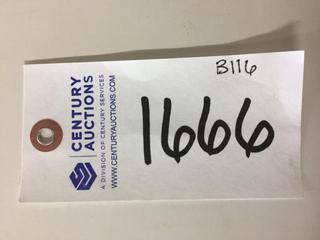 B116
1666
CENTURY
AUCTIONS
A DIVISION OF CENTURY SERVICES
WWW.CENTURYAUCTIONS.COM